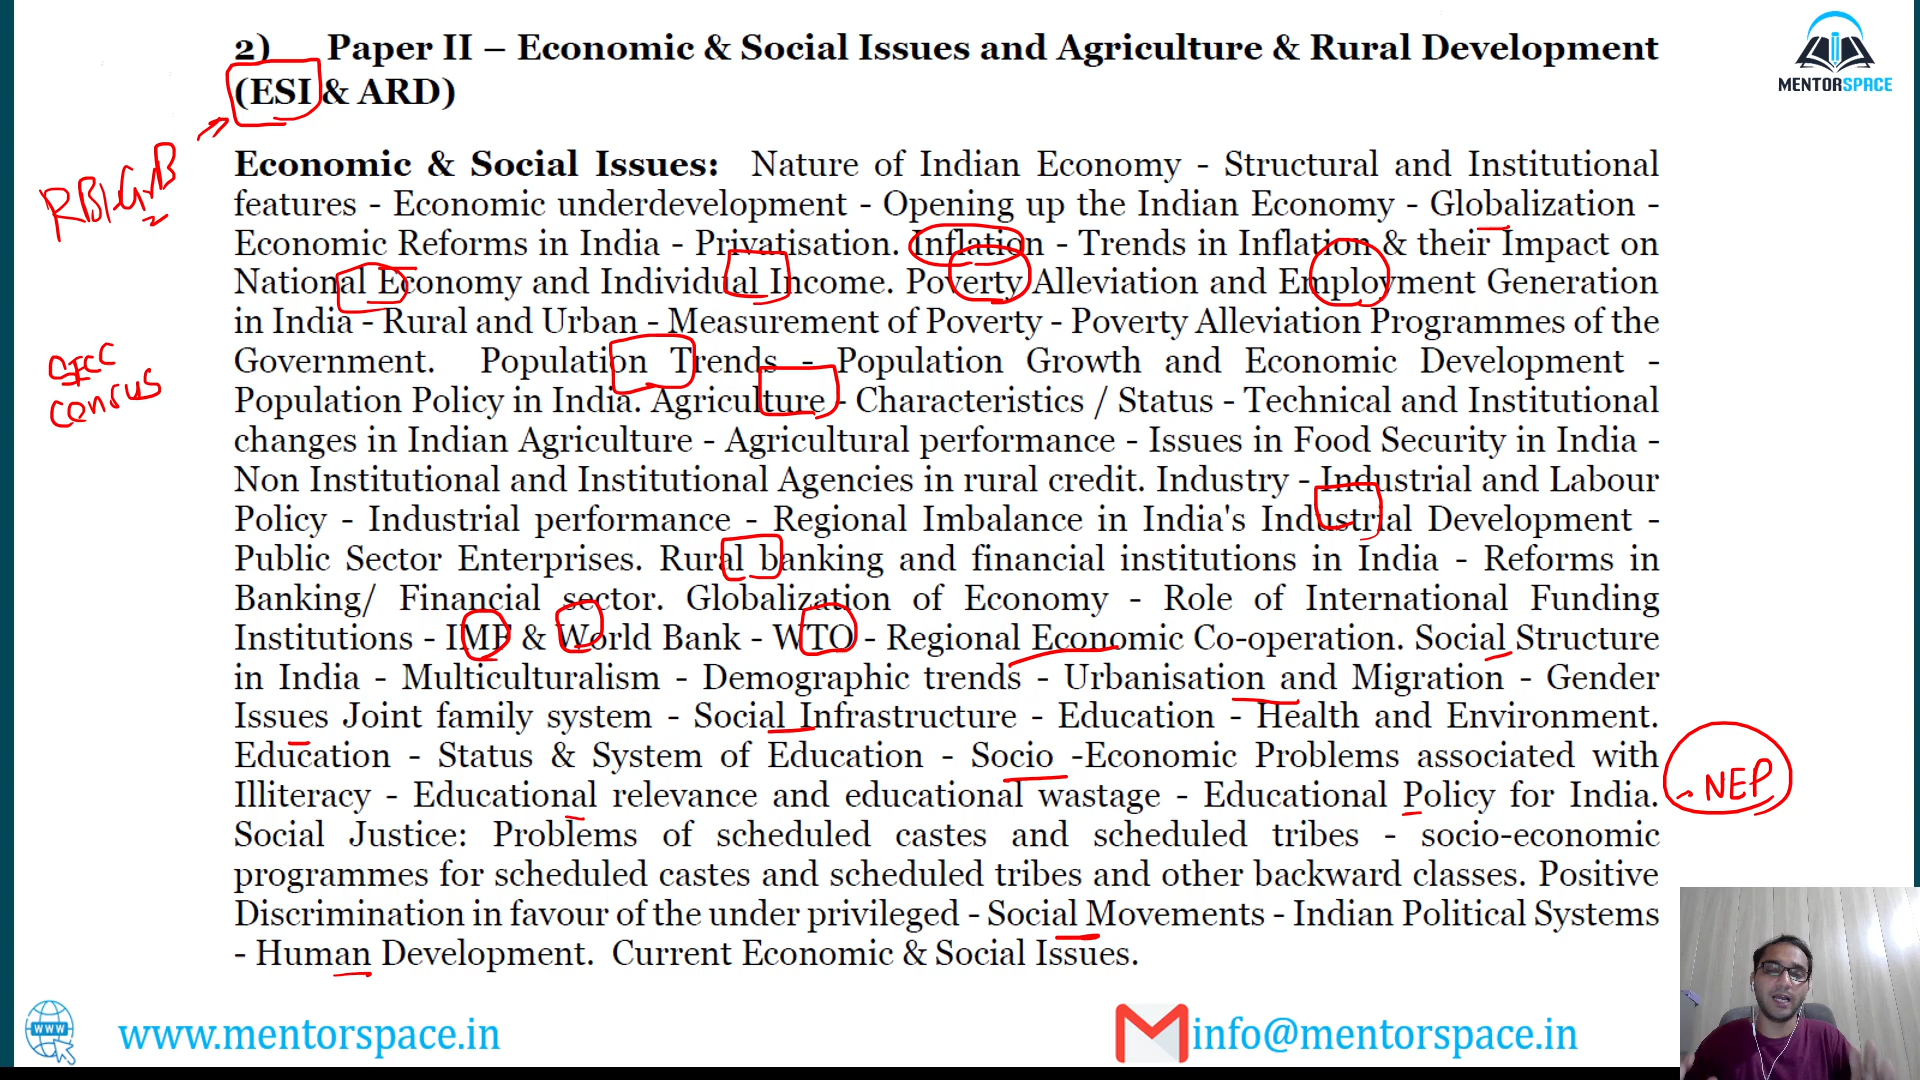 2) Paper II – Economic & Social Issues and Agriculture & Rural Development
(ESI & ARD)
MENTORSPACE
RBI GrB
Economic & Social Issues: Nature of Indian Economy - Structural and Institutional
features - Economic underdevelopment - Opening up the Indian Economy - Globalization -
Economic Reforms in India - Privatisation. Inflation - Trends in Inflation & their Impact on
National Economy and Individual Income. Poverty Alleviation and Employment Generation
in India - Rural and Urban - Measurement of Poverty - Poverty Alleviation Programmes of the
Government. Population Trends - Population Growth and Economic Development -
Population Policy in India. Agriculture - Characteristics / Status - Technical and Institutional
changes in Indian Agriculture - Agricultural performance - Issues in Food Security in India -
Non Institutional and Institutional Agencies in rural credit. Industry - Industrial and Labour
Policy - Industrial performance - Regional Imbalance in India's Industrial Development -
Public Sector Enterprises. Rural banking and financial institutions in India - Reforms in
Banking/ Financial sector. Globalization of Economy - Role of International Funding
Institutions - IMF & World Bank - WTO - Regional Economic Co-operation. Social Structure
in India - Multiculturalism - Demographic trends - Urbanisation and Migration - Gender
Issues Joint family system - Social Infrastructure - Education - Health and Environment.
Education - Status & System of Education - Socio -Economic Problems associated with
Illiteracy - Educational relevance and educational wastage - Educational Policy for India.
Social Justice: Problems of scheduled castes and scheduled tribes - socio-economic
programmes for scheduled castes and scheduled tribes and other backward classes. Positive
Discrimination in favour of the under privileged - Social Movements - Indian Political Systems
- Human Development. Current Economic & Social Issues.
census
NEP
WWW
www.mentorspace.in
info@mentorspace.in